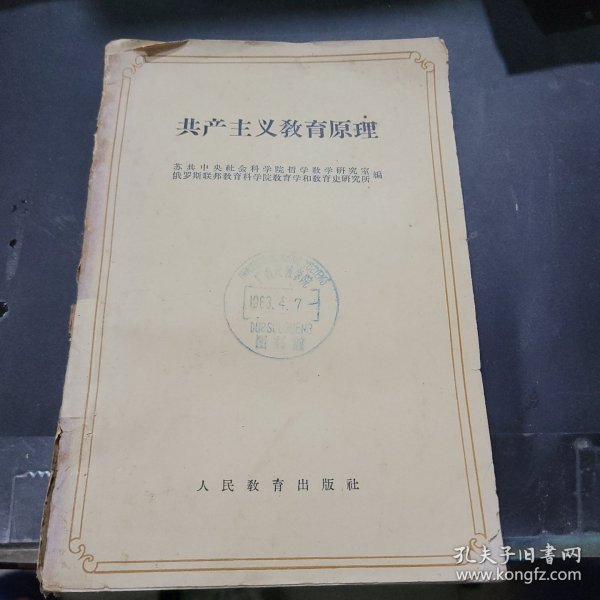 共产主义教育原理
苏共中央社会科学院哲学教学研究室
俄罗斯联邦教育科学院教育学和教育史研究所 编
1963.4.7
图书馆
人民教育出版社
孔夫子旧书网
www.kongfz.com